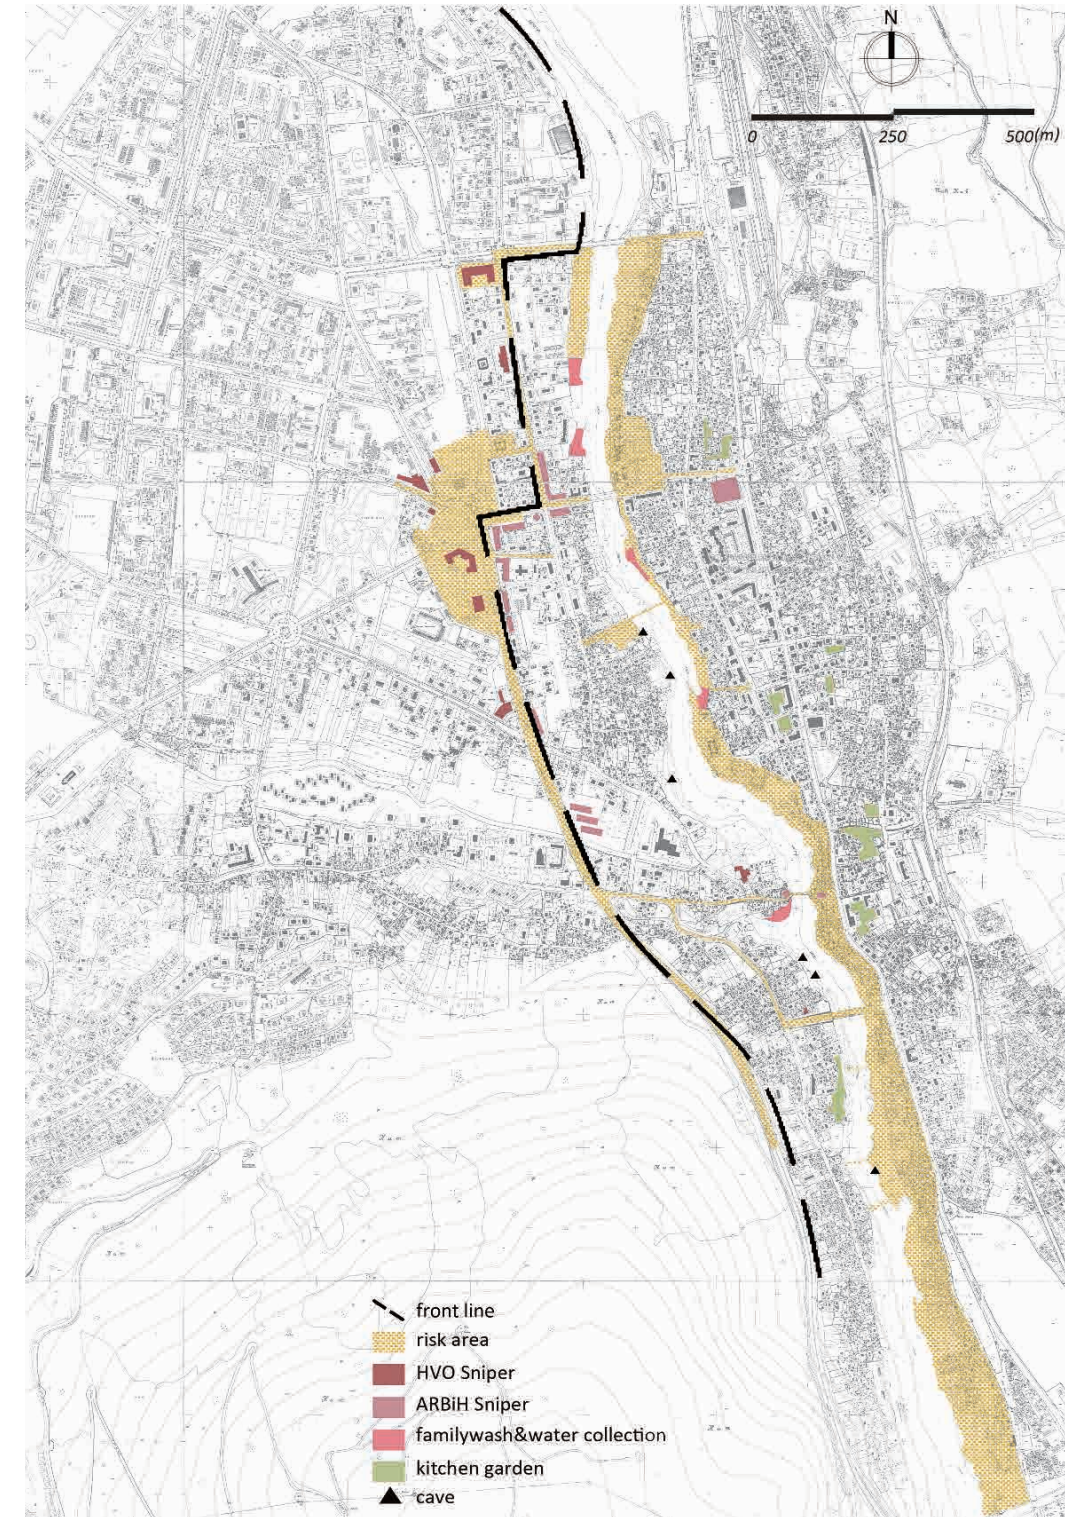 N
0 250 500(m)
front line
risk area
HVO Sniper
ARBiH Sniper
familywash&water collection
kitchen garden
cave